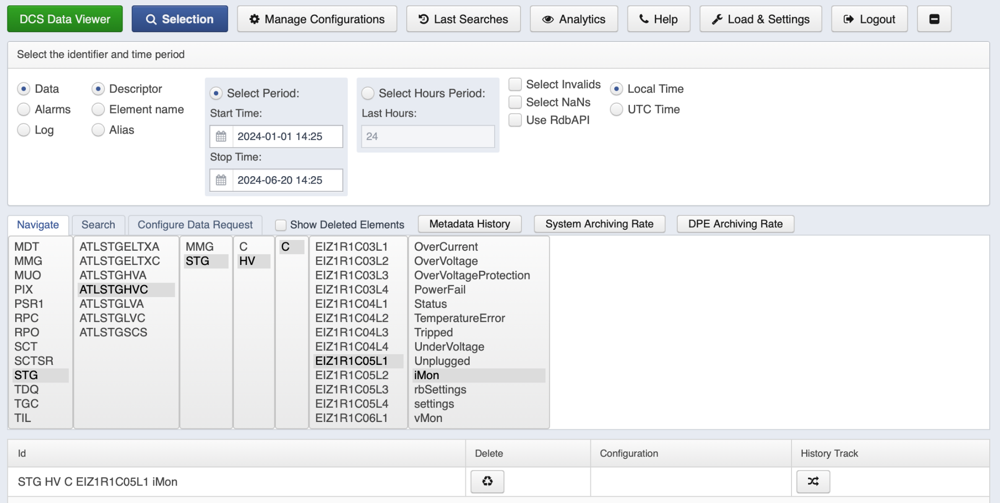 DCS Data Viewer Selection Manage Configurations Last Searches Analytics Help Load & Settings Logout
Select the identifier and time period
Data
Alarms
Log
Descriptor
Element name
Alias
Select Period:
Start Time:
2024-01-01 14:25
Stop Time:
2024-06-20 14:25
Select Hours Period:
Last Hours:
24
Select Invalids
Select NaNs
Use RdbAPI
Local Time
UTC Time
Navigate Search Configure Data Request Show Deleted Elements Metadata History System Archiving Rate DPE Archiving Rate
MDT
MMG
MUO
PIX
PSR1
RPC
RPO
SCT
SCTSR
STG
TDQ
TGC
TIL
ATLSTGELTXA
ATLSTGELTXC
ATLSTGHVA
ATLSTGHVC
ATLSTGLVA
ATLSTGLVC
ATLSTGSCS
MMG
STG
C
HV
C
EIZ1R1C03L1
EIZ1R1C03L2
EIZ1R1C03L3
EIZ1R1C03L4
EIZ1R1C04L1
EIZ1R1C04L2
EIZ1R1C04L3
EIZ1R1C04L4
EIZ1R1C05L1
EIZ1R1C05L2
EIZ1R1C05L3
EIZ1R1C05L4
EIZ1R1C06L1
OverCurrent
OverVoltage
OverVoltageProtection
PowerFail
Status
TemperatureError
Tripped
UnderVoltage
Unplugged
iMon
rbSettings
settings
vMon
Id Delete Configuration History Track
STG HV C EIZ1R1C05L1 iMon